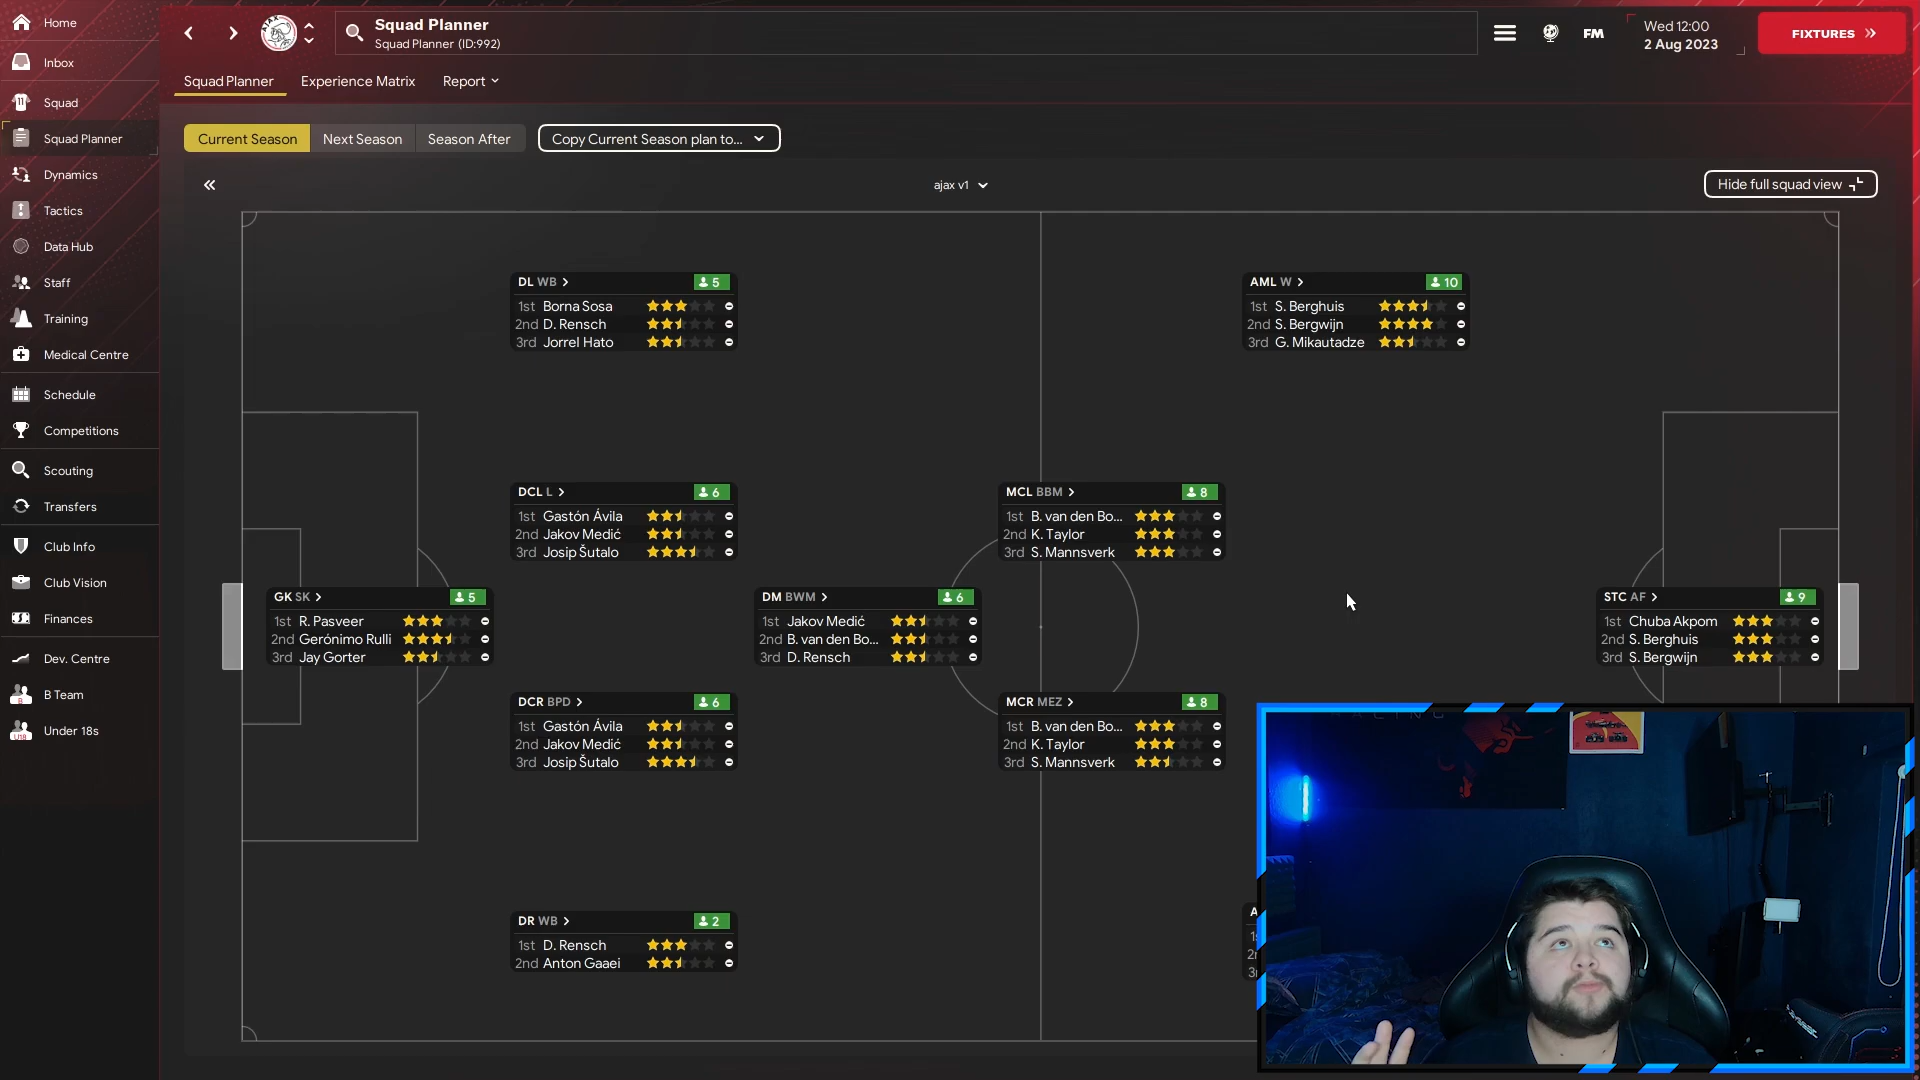 Home
Inbox
Squad
Squad Planner
Dynamics
Tactics
Data Hub
Staff
Training
Medical Centre
Schedule
Competitions
Scouting
Transfers
Club Info
Club Vision
Finances
Dev. Centre
B Team
Under 18s
Squad Planner
Squad Planner (ID:992)
FM
Wed 12:00
2 Aug 2023
FIXTURES
Squad Planner Experience Matrix Report
Current Season Next Season Season After Copy Current Season plan to...
ajax v1
Hide full squad view
DL WB 5
1st Borna Sosa
2nd D. Rensch
3rd Jorrel Hato
AML W 10
1st S. Berghuis
2nd S. Bergwijn
3rd G. Mikautadze
DCL L 6
1st Gastón Ávila
2nd Jakov Medić
3rd Josip Šutalo
MCL BBM 8
1st B. van den Bo...
2nd K. Taylor
3rd S. Mannsverk
GK SK 5
1st R. Pasveer
2nd Gerónimo Rulli
3rd Jay Gorter
DM BWM 6
1st Jakov Medić
2nd B. van den Bo...
3rd D. Rensch
STC AF 9
1st Chuba Akpom
2nd S. Berghuis
3rd S. Bergwijn
DCR BPD 6
1st Gastón Ávila
2nd Jakov Medić
3rd Josip Šutalo
MCR MEZ 8
1st B. van den Bo...
2nd K. Taylor
3rd S. Mannsverk
DR WB 2
1st D. Rensch
2nd Anton Gaaei